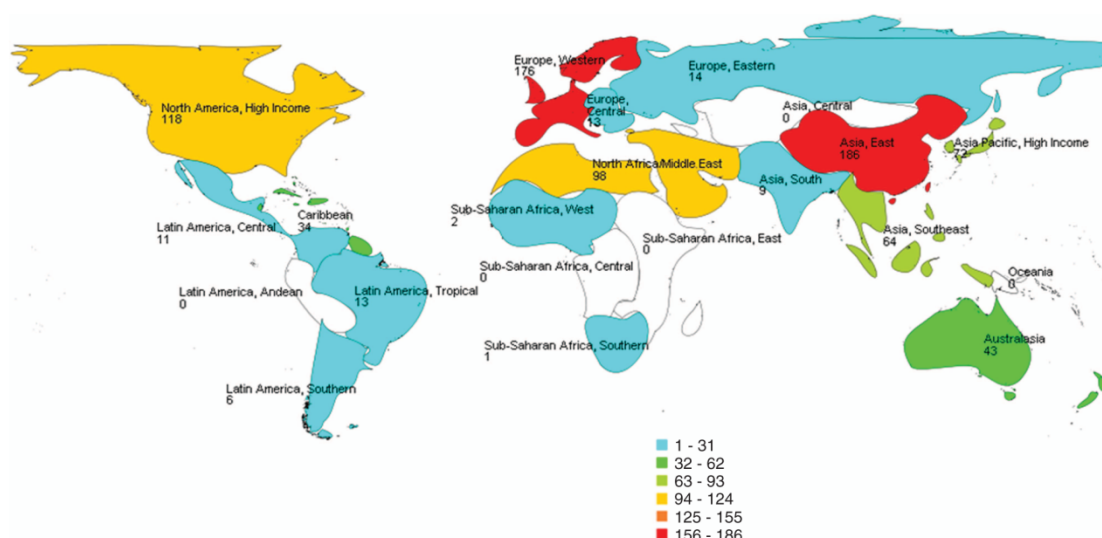 Europe, Western
176
Europe, Eastern
14
North America, High Income
118
Europe,
Central
13
Asia, Central
0
Asia, East
186
Asia Pacific, High Income
72
North Africa/Middle East
98
Asia, South
9
Caribbean
34
Sub-Saharan Africa, West
2
Latin America, Central
11
Asia, Southeast
64
Sub-Saharan Africa, East
0
Sub-Saharan Africa, Central
0
Oceania
0
Latin America, Andean
0
Latin America, Tropical
13
Australasia
43
Sub-Saharan Africa, Southern
1
Latin America, Southern
6
1 - 31
32 - 62
63 - 93
94 - 124
125 - 155
156 - 186